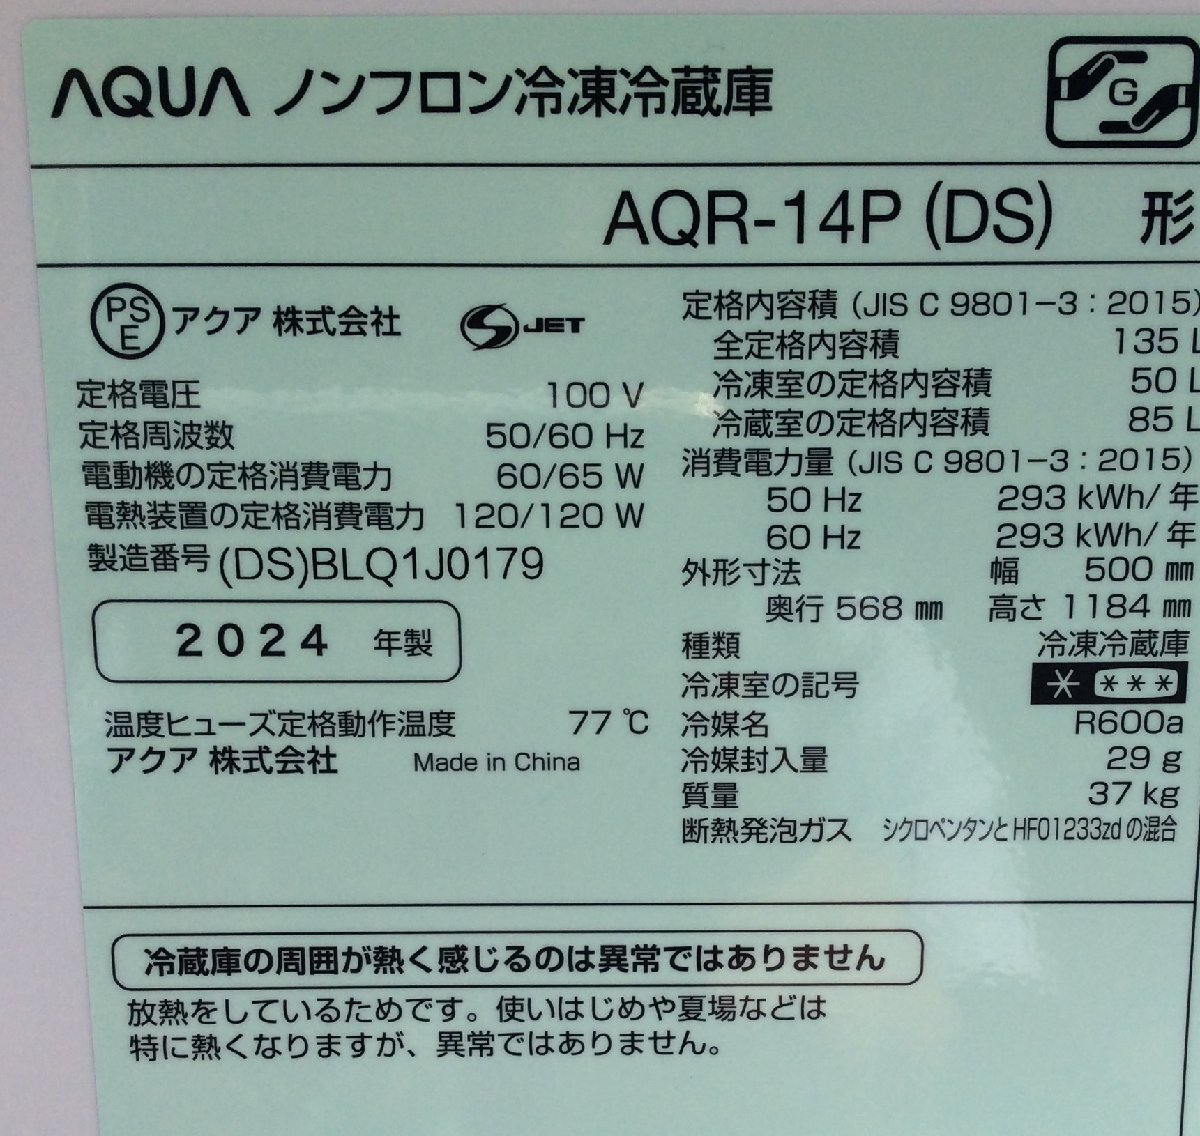 AQUA ノンフロン冷凍冷蔵庫
G
AQR-14P (DS) 形
PS
E
アクア 株式会社
S JET
定格電圧 100 V
定格周波数 50/60 Hz
電動機の定格消費電力 60/65 W
電熱装置の定格消費電力 120/120 W
製造番号 (DS)BLQ1J0179
2024 年製
温度ヒューズ定格動作温度 77 ℃
アクア 株式会社 Made in China
定格内容積 (JIS C 9801-3 : 2015)
全定格内容積 135 L
冷凍室の定格内容積 50 L
冷蔵室の定格内容積 85 L
消費電力量 (JIS C 9801-3 : 2015)
50 Hz 293 kWh/年
60 Hz 293 kWh/年
外形寸法 幅 500 ㎜
奥行 568 ㎜ 高さ 1184 ㎜
種類 冷凍冷蔵庫
冷凍室の記号 * ***
冷媒名 R600a
冷媒封入量 29 g
質量 37 kg
断熱発泡ガス シクロペンタンとHFO1233zdの混合
冷蔵庫の周囲が熱く感じるのは異常ではありません
放熱をしているためです。使いはじめや夏場などは
特に熱くなりますが、異常ではありません。